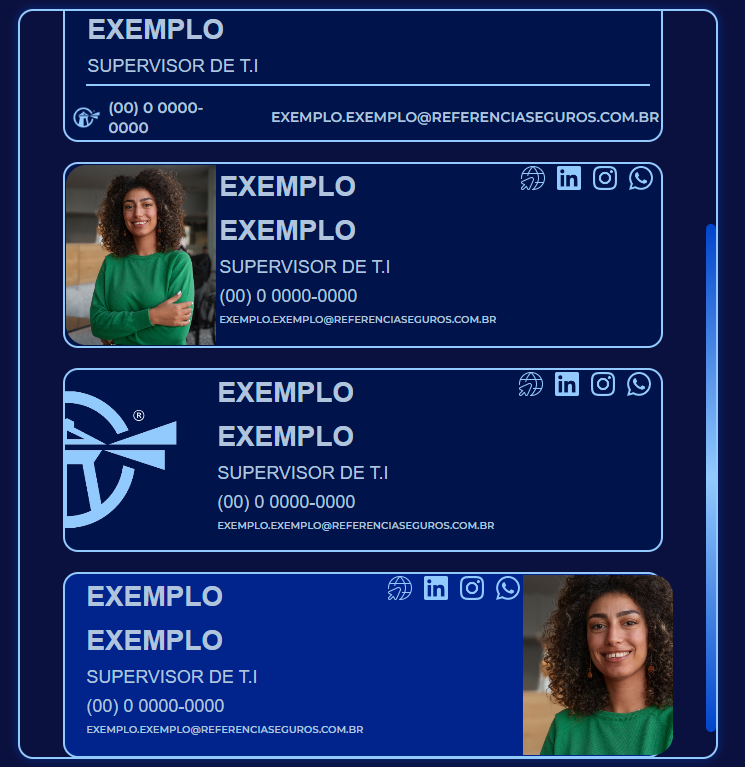 EXEMPLO
SUPERVISOR DE T.I
(00) 0 0000-
0000
EXEMPLO.EXEMPLO@REFERENCIASEGUROS.COM.BR
EXEMPLO
EXEMPLO
SUPERVISOR DE T.I
(00) 0 0000-0000
EXEMPLO.EXEMPLO@REFERENCIASEGUROS.COM.BR
®
EXEMPLO
EXEMPLO
SUPERVISOR DE T.I
(00) 0 0000-0000
EXEMPLO.EXEMPLO@REFERENCIASEGUROS.COM.BR
EXEMPLO
EXEMPLO
SUPERVISOR DE T.I
(00) 0 0000-0000
EXEMPLO.EXEMPLO@REFERENCIASEGUROS.COM.BR